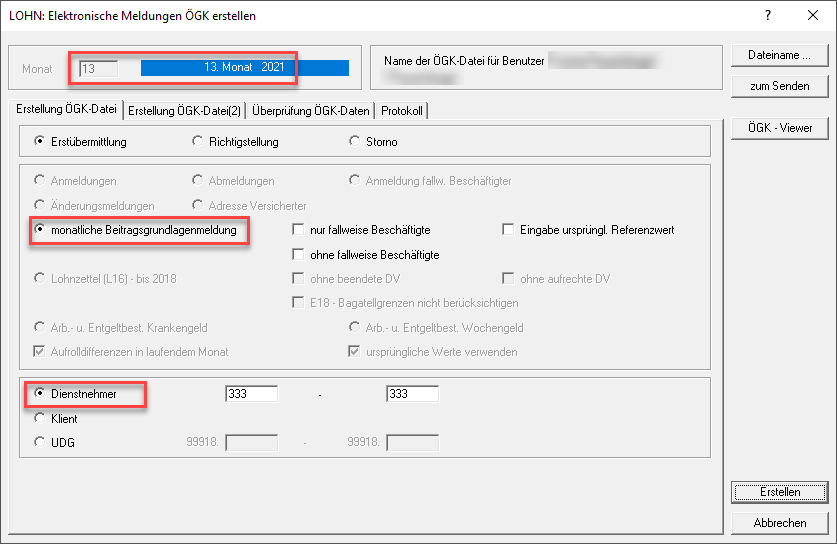 LOHN: Elektronische Meldungen ÖGK erstellen
?
Monat 13 13. Monat 2021
Name der ÖGK-Datei für Benutzer
Dateiname ...
zum Senden
ÖGK - Viewer
Erstellung ÖGK-Datei Erstellung ÖGK-Datei(2) Überprüfung ÖGK-Daten Protokoll
Erstübermittlung Richtigstellung Storno
Anmeldungen Abmeldungen Anmeldung fallw. Beschäftigter
Änderungsmeldungen Adresse Versicherter
monatliche Beitragsgrundlagenmeldung nur fallweise Beschäftigte Eingabe ursprüngl. Referenzwert
ohne fallweise Beschäftigte
Lohnzettel (L16) - bis 2018 ohne beendete DV ohne aufrechte DV
E18 - Bagatellgrenzen nicht berücksichtigen
Arb.- u. Entgeltbest. Krankengeld Arb.- u. Entgeltbest. Wochengeld
Aufrolldifferenzen in laufendem Monat ursprüngliche Werte verwenden
Dienstnehmer 333 - 333
Klient
UDG 99918. - 99918.
Erstellen
Abbrechen